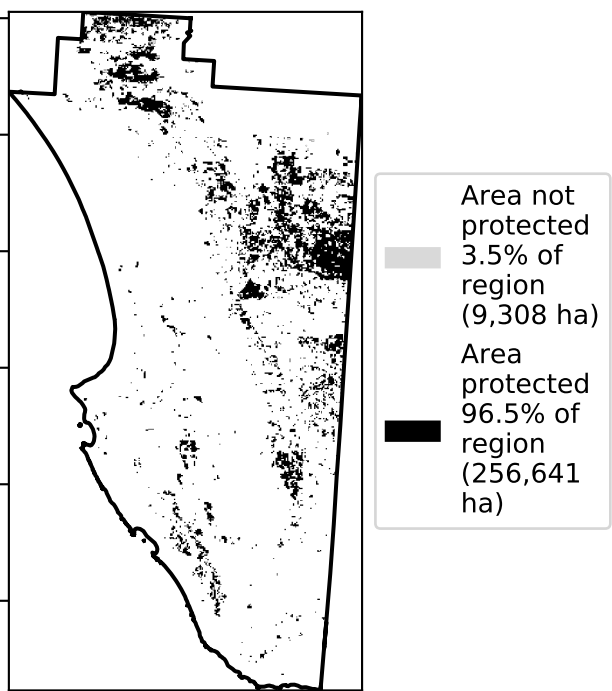 Area not
protected
3.5% of
region
(9,308 ha)
Area
protected
96.5% of
region
(256,641
ha)